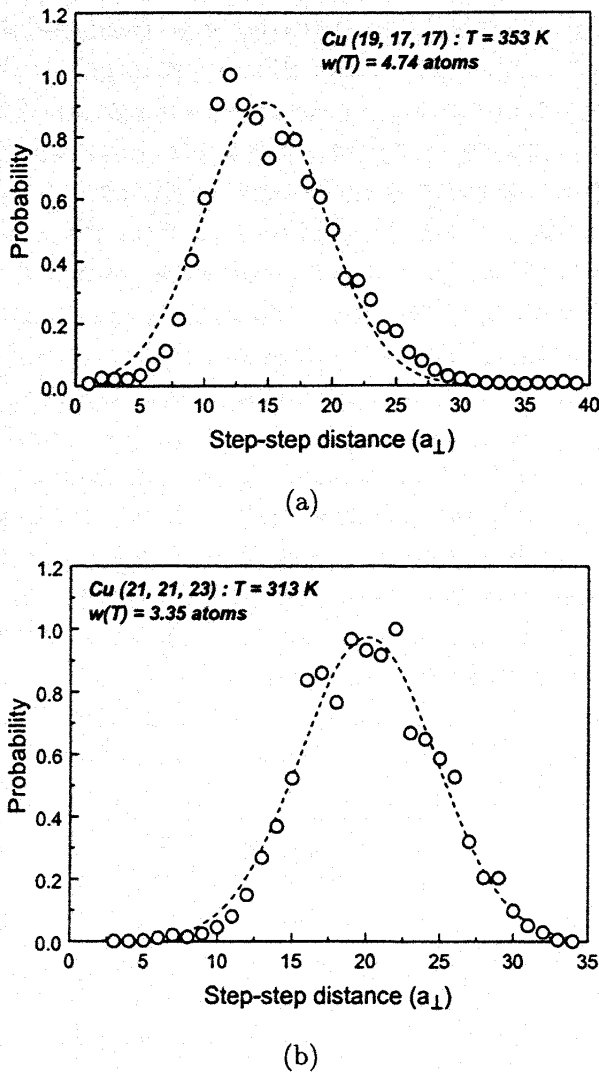 1.2
1.0
0.8
0.6
0.4
0.2
0.0
Probability
Cu (19, 17, 17) : T = 353 K
w(T) = 4.74 atoms
0 5 10 15 20 25 30 35 40
Step-step distance (a⊥)
(a)
1.2
1.0
0.8
0.6
0.4
0.2
0.0
Probability
Cu (21, 21, 23) : T = 313 K
w(T) = 3.35 atoms
0 5 10 15 20 25 30 35
Step-step distance (a⊥)
(b)